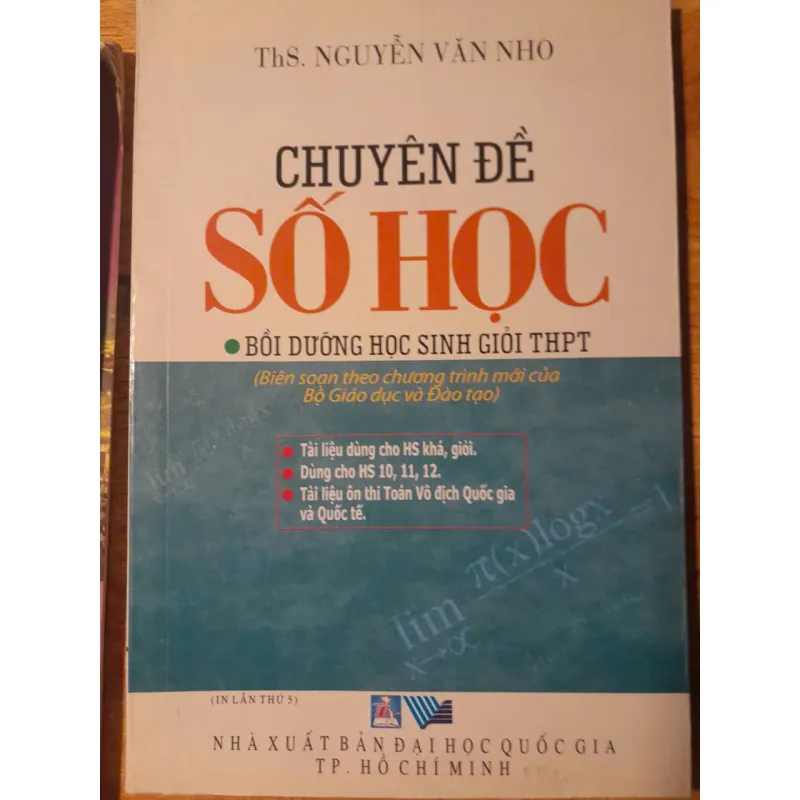 ThS. NGUYỄN VĂN NHO
CHUYÊN ĐỀ
SỐ HỌC
● BỒI DƯỠNG HỌC SINH GIỎI THPT
(Biên soạn theo chương trình mới của
Bộ Giáo dục và Đào tạo)
● Tài liệu dùng cho HS khá, giỏi.
● Dùng cho HS 10, 11, 12.
● Tài liệu ôn thi Toán Vô địch Quốc gia
và Quốc tế.
lim x→∝ π(x)logx / x = 1
(IN LẦN THỨ 5)
NHÀ XUẤT BẢN ĐẠI HỌC QUỐC GIA
TP. HỒ CHÍ MINH